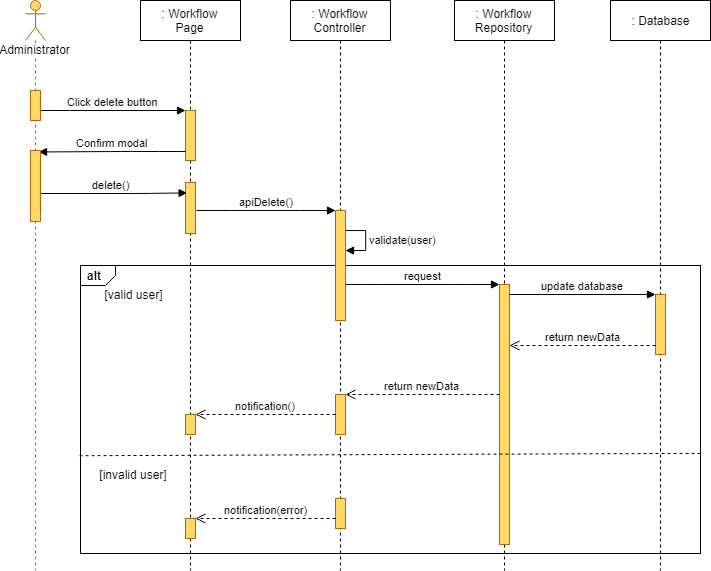 Administrator
: Workflow
Page
: Workflow
Controller
: Workflow
Repository
: Database
Click delete button
Confirm modal
delete()
apiDelete()
validate(user)
alt
[valid user]
request
update database
return newData
return newData
notification()
[invalid user]
notification(error)